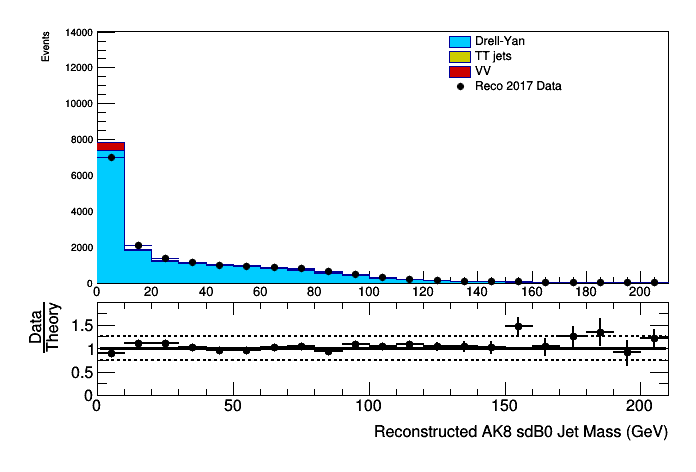 Events
14000
12000
10000
8000
6000
4000
2000
0
0 20 40 60 80 100 120 140 160 180 200
Drell-Yan
TT jets
VV
Reco 2017 Data
Data
Theory
1.5
1
0.5
0
0 50 100 150 200
Reconstructed AK8 sdB0 Jet Mass (GeV)